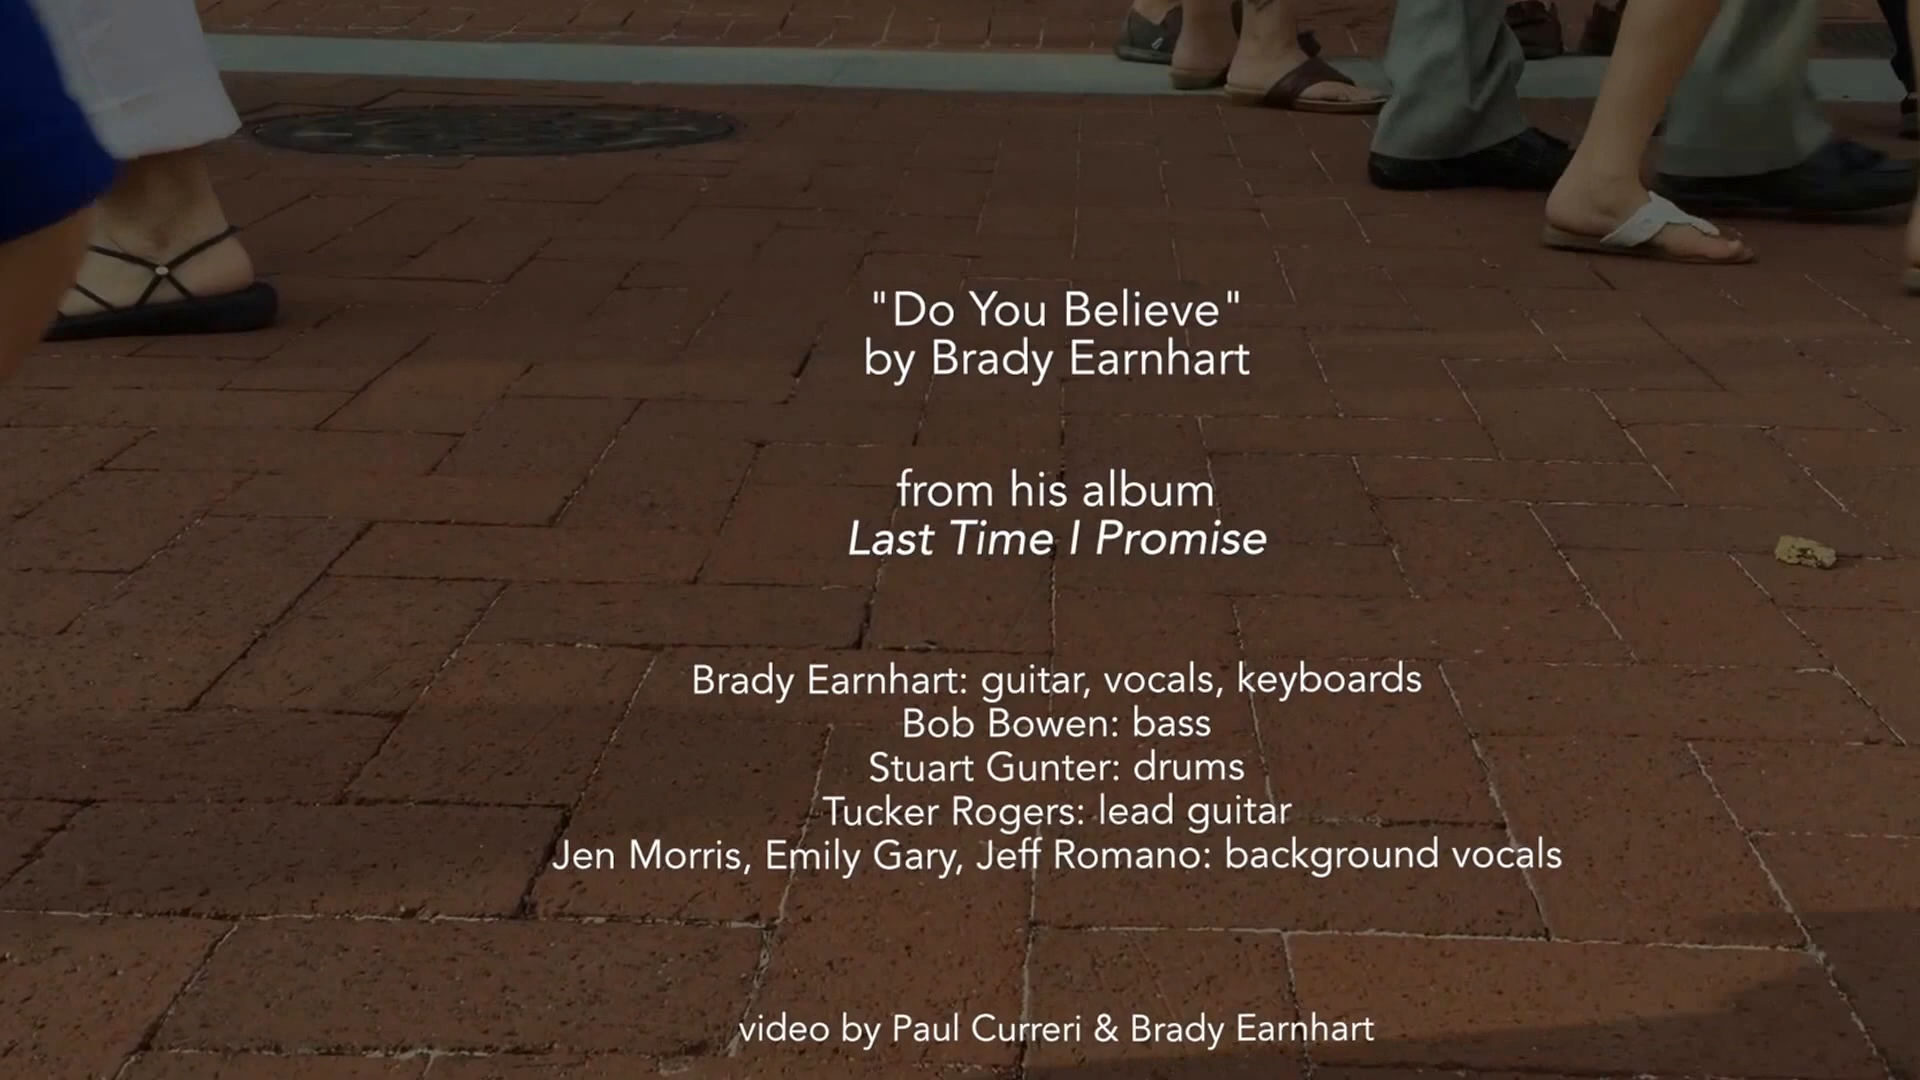 "Do You Believe"
by Brady Earnhart
from his album
Last Time I Promise
Brady Earnhart: guitar, vocals, keyboards
Bob Bowen: bass
Stuart Gunter: drums
Tucker Rogers: lead guitar
Jen Morris, Emily Gary, Jeff Romano: background vocals
video by Paul Curreri & Brady Earnhart